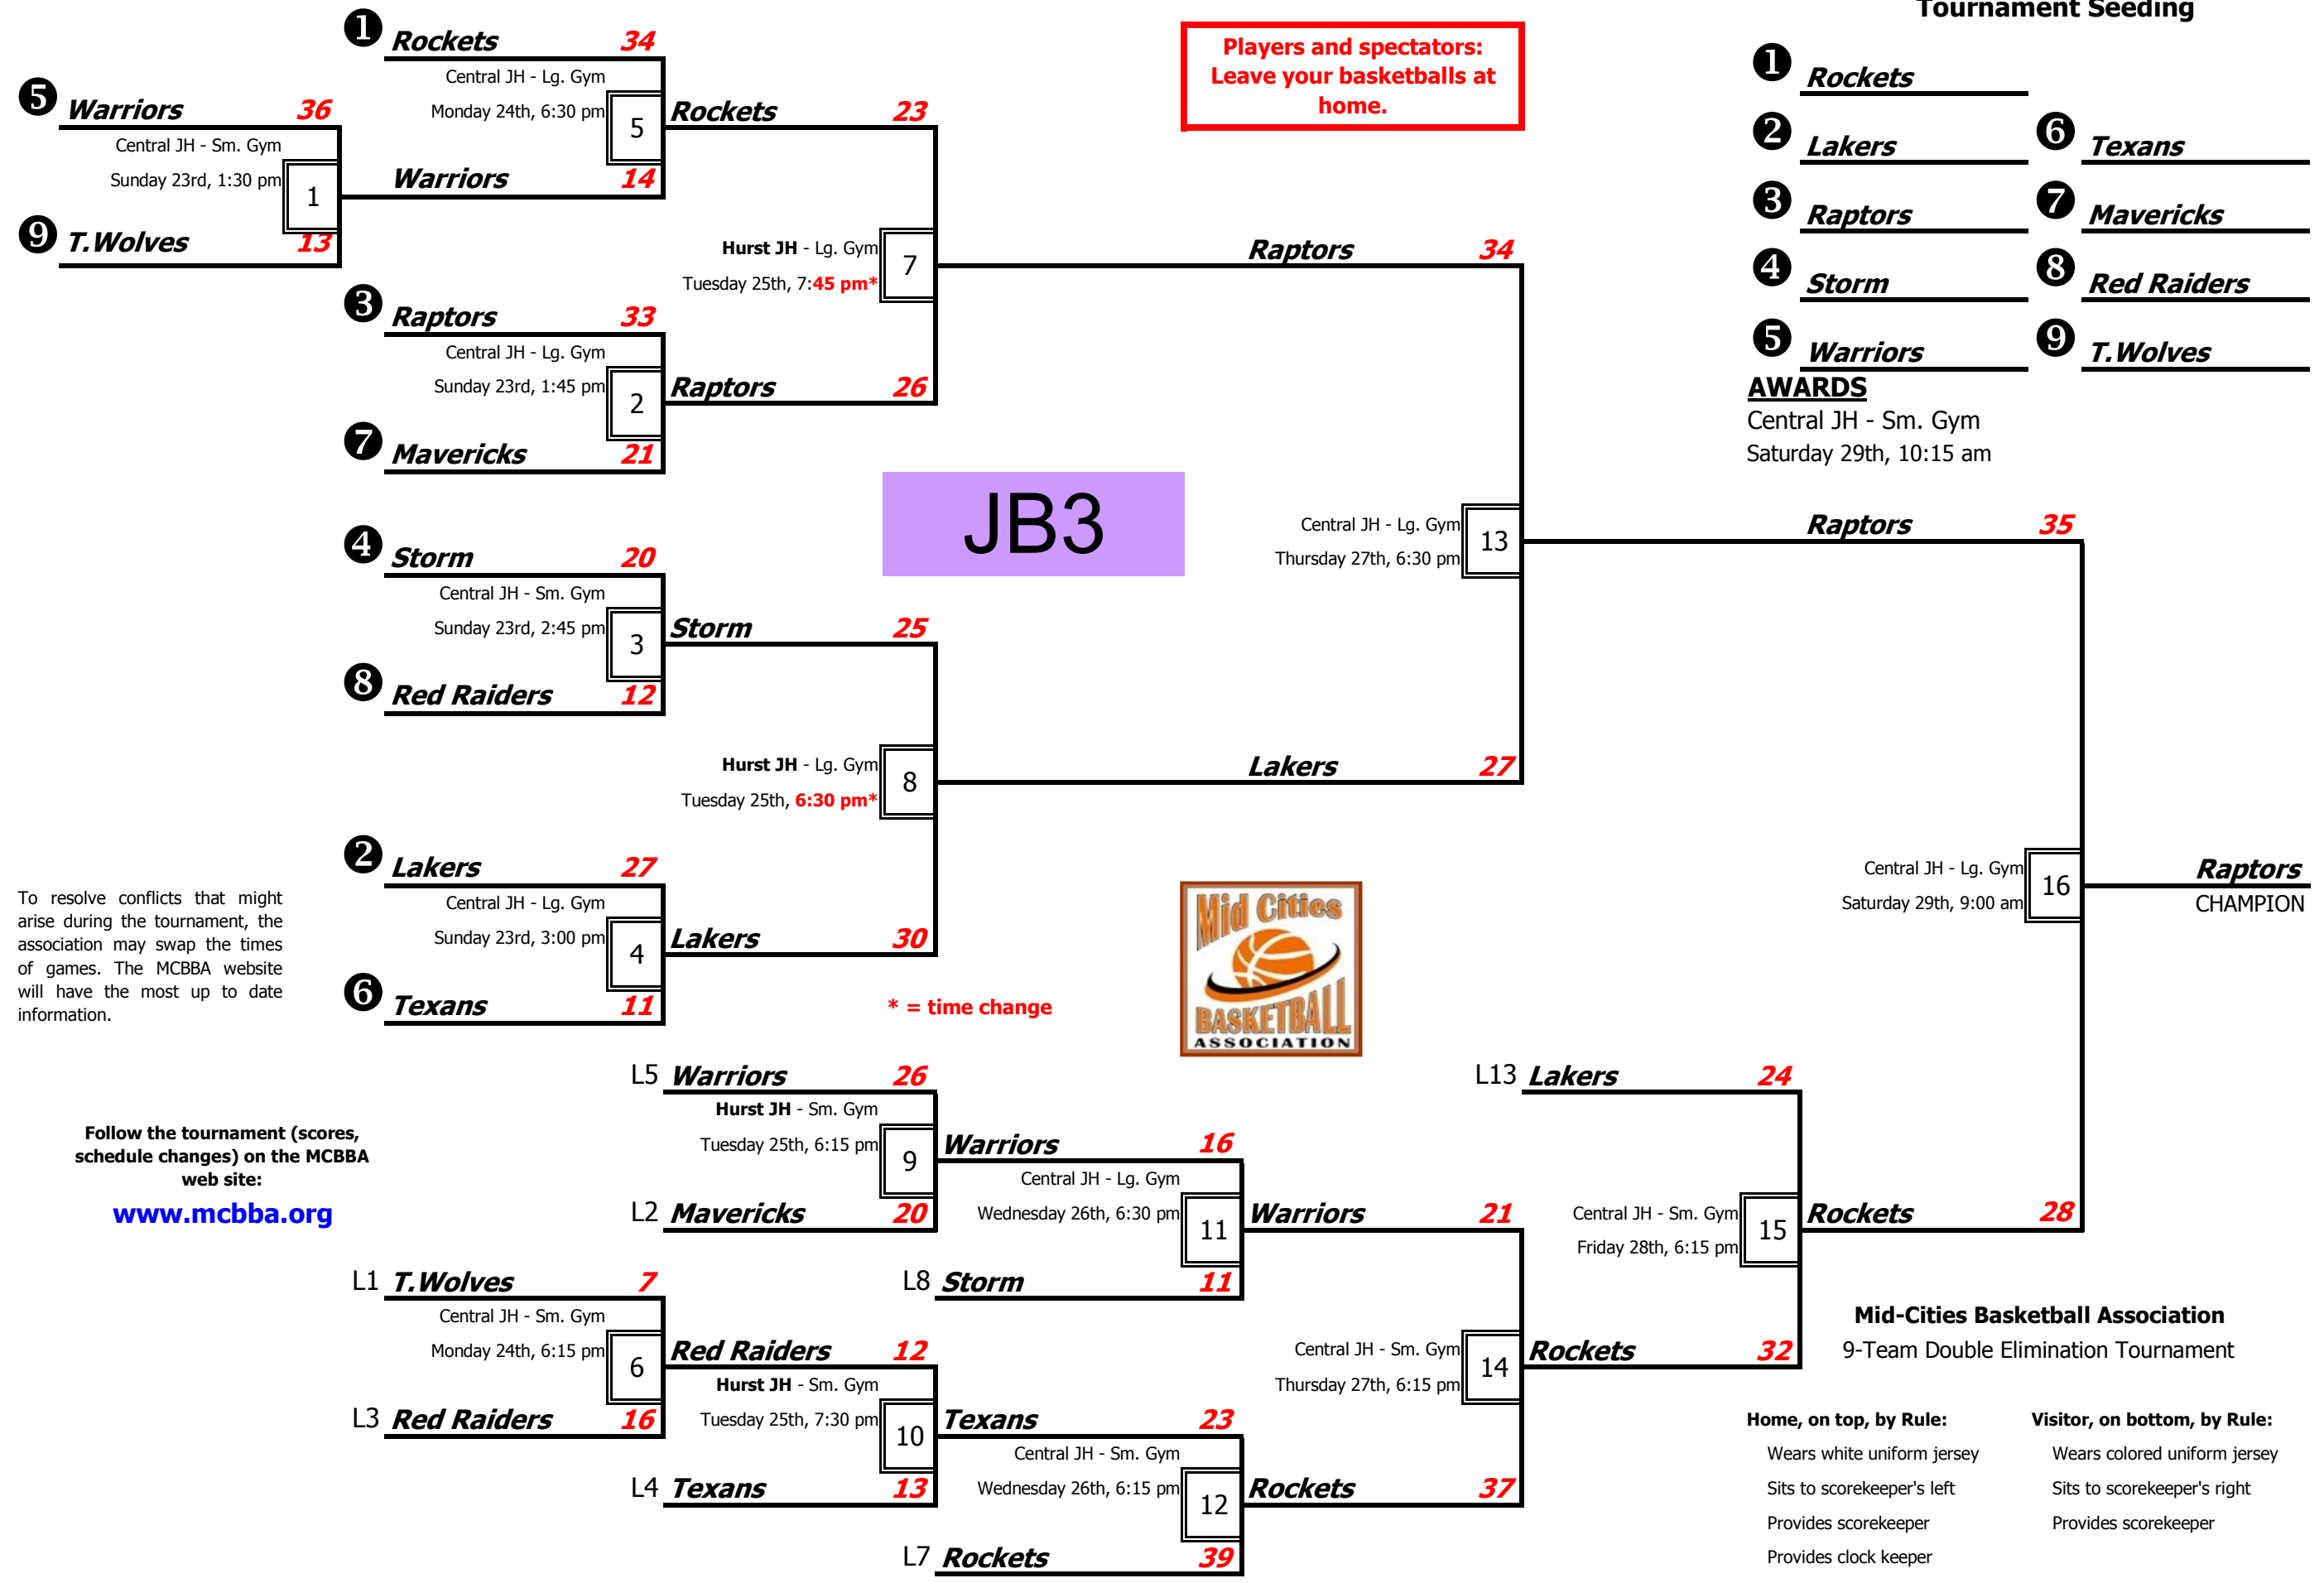 Tournament Seeding
❶ Rockets
❷ Lakers
❸ Raptors
❹ Storm
❺ Warriors
❻ Texans
❼ Mavericks
❽ Red Raiders
❾ T.Wolves
AWARDS
Central JH - Sm. Gym
Saturday 29th, 10:15 am
Players and spectators:
Leave your basketballs at
home.
❺ Warriors 36
Central JH - Sm. Gym
Sunday 23rd, 1:30 pm
1
❾ T.Wolves 13
❶ Rockets 34
Central JH - Lg. Gym
Monday 24th, 6:30 pm
5
Warriors 14
❸ Raptors 33
Central JH - Lg. Gym
Sunday 23rd, 1:45 pm
2
❼ Mavericks 21
❹ Storm 20
Central JH - Sm. Gym
Sunday 23rd, 2:45 pm
3
❽ Red Raiders 12
❷ Lakers 27
Central JH - Lg. Gym
Sunday 23rd, 3:00 pm
4
❻ Texans 11
Rockets 23
Hurst JH - Lg. Gym
Tuesday 25th, 7:45 pm*
7
Raptors 26
JB3
Storm 25
Hurst JH - Lg. Gym
Tuesday 25th, 6:30 pm*
8
Lakers 30
* = time change
Raptors 34
Central JH - Lg. Gym
Thursday 27th, 6:30 pm
13
Lakers 27
Mid Cities
BASKETBALL
ASSOCIATION
Raptors 35
Central JH - Lg. Gym
Saturday 29th, 9:00 am
16
Raptors
CHAMPION
To resolve conflicts that might
arise during the tournament, the
association may swap the times
of games. The MCBBA website
will have the most up to date
information.
Follow the tournament (scores,
schedule changes) on the MCBBA
web site:
www.mcbba.org
L5 Warriors 26
Hurst JH - Sm. Gym
Tuesday 25th, 6:15 pm
9
L2 Mavericks 20
L1 T.Wolves 7
Central JH - Sm. Gym
Monday 24th, 6:15 pm
6
L3 Red Raiders 16
Red Raiders 12
Hurst JH - Sm. Gym
Tuesday 25th, 7:30 pm
10
L4 Texans 13
Warriors 16
Central JH - Lg. Gym
Wednesday 26th, 6:30 pm
11
L8 Storm 11
Texans 23
Central JH - Sm. Gym
Wednesday 26th, 6:15 pm
12
L7 Rockets 39
Warriors 21
Central JH - Sm. Gym
Thursday 27th, 6:15 pm
14
Rockets 37
L13 Lakers 24
Central JH - Sm. Gym
Friday 28th, 6:15 pm
15
Rockets 32
Rockets 28
Mid-Cities Basketball Association
9-Team Double Elimination Tournament
Home, on top, by Rule:
Wears white uniform jersey
Sits to scorekeeper's left
Provides scorekeeper
Provides clock keeper
Visitor, on bottom, by Rule:
Wears colored uniform jersey
Sits to scorekeeper's right
Provides scorekeeper